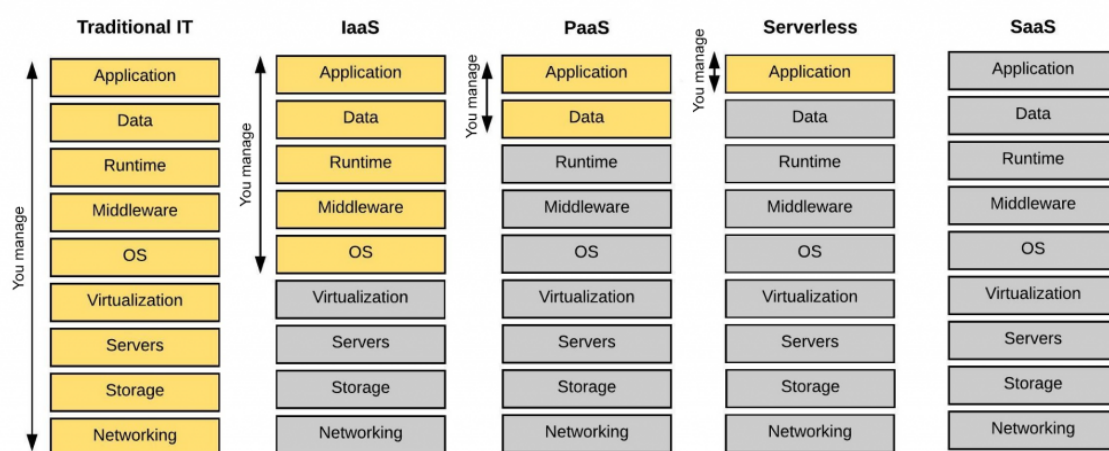 Traditional IT
IaaS
PaaS
Serverless
SaaS
You manage
Application
Data
Runtime
Middleware
OS
Virtualization
Servers
Storage
Networking
You manage
Application
Data
Runtime
Middleware
OS
Virtualization
Servers
Storage
Networking
You manage
Application
Data
Runtime
Middleware
OS
Virtualization
Servers
Storage
Networking
You manage
Application
Data
Runtime
Middleware
OS
Virtualization
Servers
Storage
Networking
Application
Data
Runtime
Middleware
OS
Virtualization
Servers
Storage
Networking